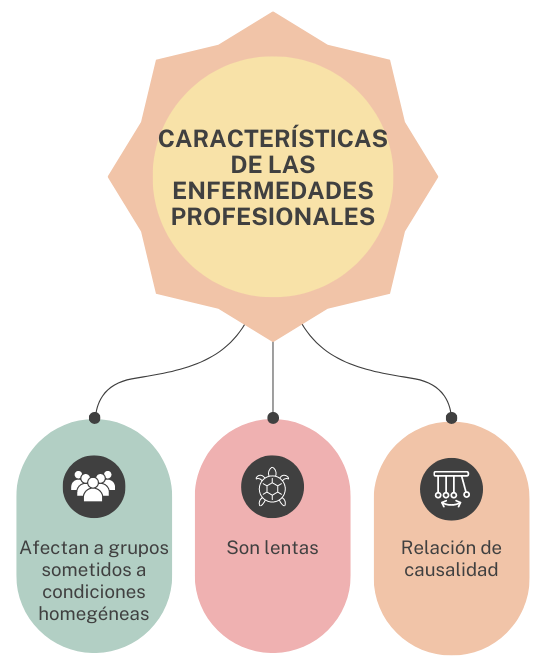 CARACTERÍSTICAS
DE LAS
ENFERMEDADES
PROFESIONALES
Afectan a grupos
sometidos a
condiciones
homegéneas
Son lentas
Relación de
causalidad